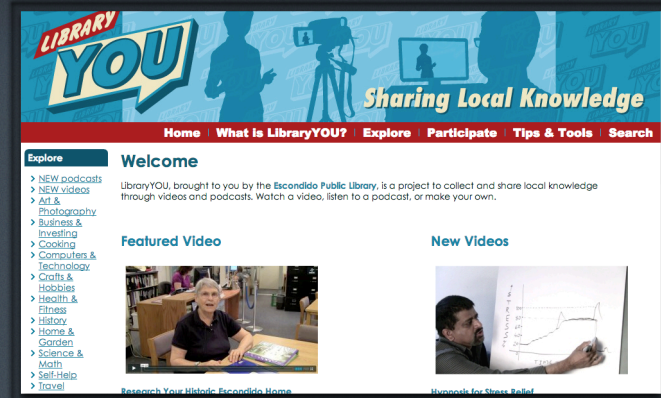 LIBRARY
YOU
Sharing Local Knowledge
Home | What is LibraryYOU? | Explore | Participate | Tips & Tools | Search
Explore
NEW podcasts
NEW videos
Art &
Photography
Business &
Investing
Cooking
Computers &
Technology
Crafts &
Hobbies
Health &
Fitness
History
Home &
Garden
Science &
Math
Self-Help
Travel
Welcome
LibraryYOU, brought to you by the Escondido Public Library, is a project to collect and share local knowledge
through videos and podcasts. Watch a video, listen to a podcast, or make your own.
Featured Video
Research Your Historic Escondido Home
New Videos
Hypnosis for Stress Relief